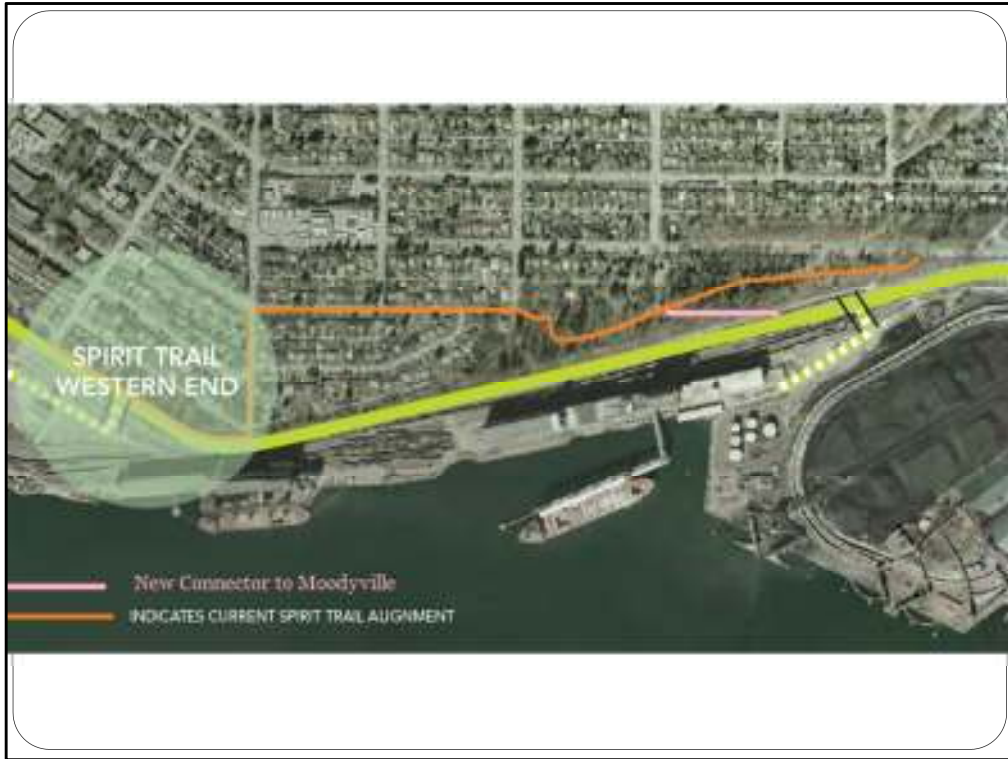 SPIRIT TRAIL
WESTERN END
New Connector to Moodyville
INDICATES CURRENT SPIRIT TRAIL ALIGNMENT